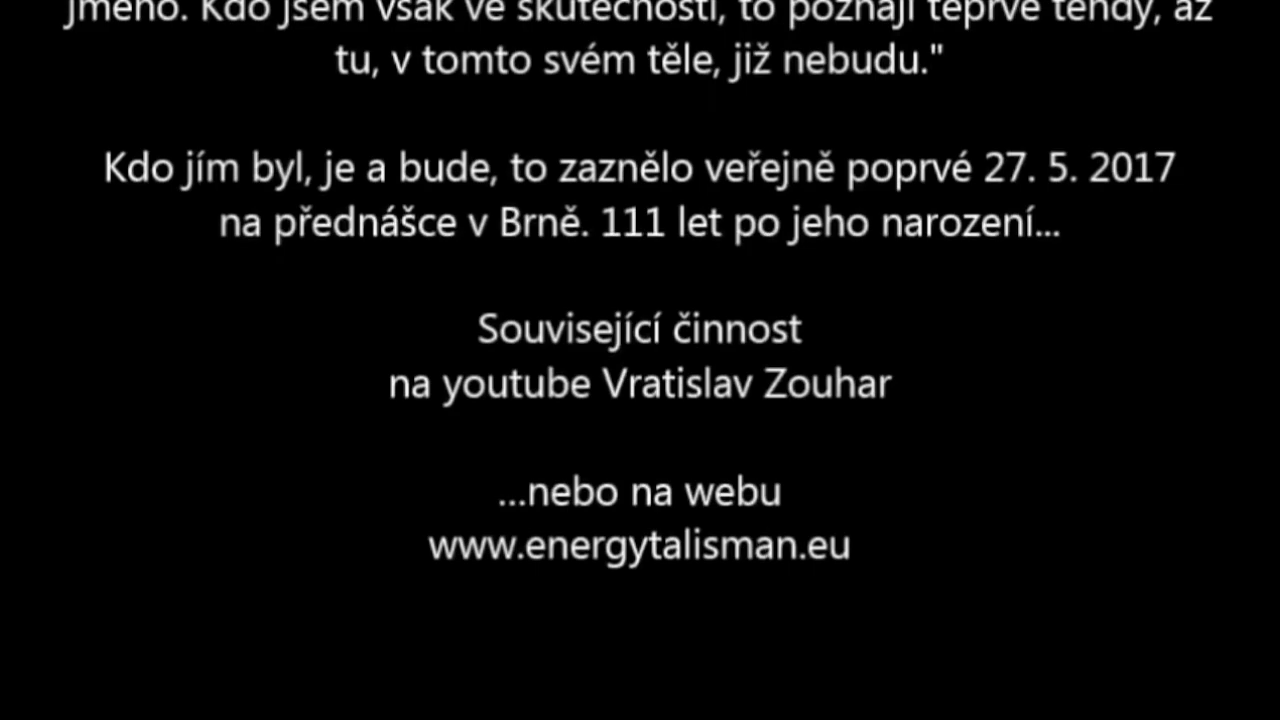 jméno. Kdo jsem však ve skutečnosti, to poznají teprve tehdy, až
tu, v tomto svém těle, již nebudu."
Kdo jím byl, je a bude, to zaznělo veřejně poprvé 27. 5. 2017
na přednášce v Brně. 111 let po jeho narození...
Související činnost
na youtube Vratislav Zouhar
...nebo na webu
www.energytalisman.eu